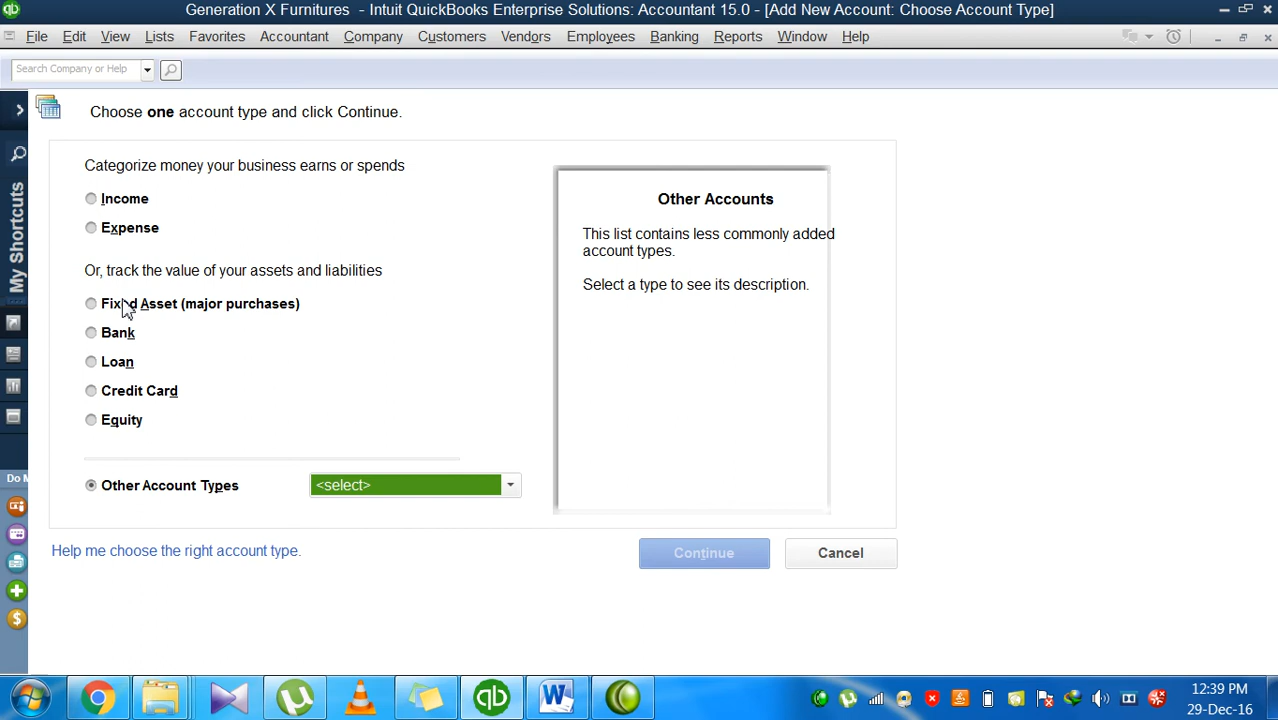 Generation X Furnitures - Intuit QuickBooks Enterprise Solutions: Accountant 15.0 - [Add New Account: Choose Account Type]
File Edit View Lists Favorites Accountant Company Customers Vendors Employees Banking Reports Window Help
Search Company or Help
Choose one account type and click Continue.
My Shortcuts
Do M
Categorize money your business earns or spends
Income
Expense
Or, track the value of your assets and liabilities
Fixed Asset (major purchases)
Bank
Loan
Credit Card
Equity
Other Account Types <select>
Other Accounts
This list contains less commonly added
account types.
Select a type to see its description.
Help me choose the right account type.
Continue Cancel
12:39 PM
29-Dec-16